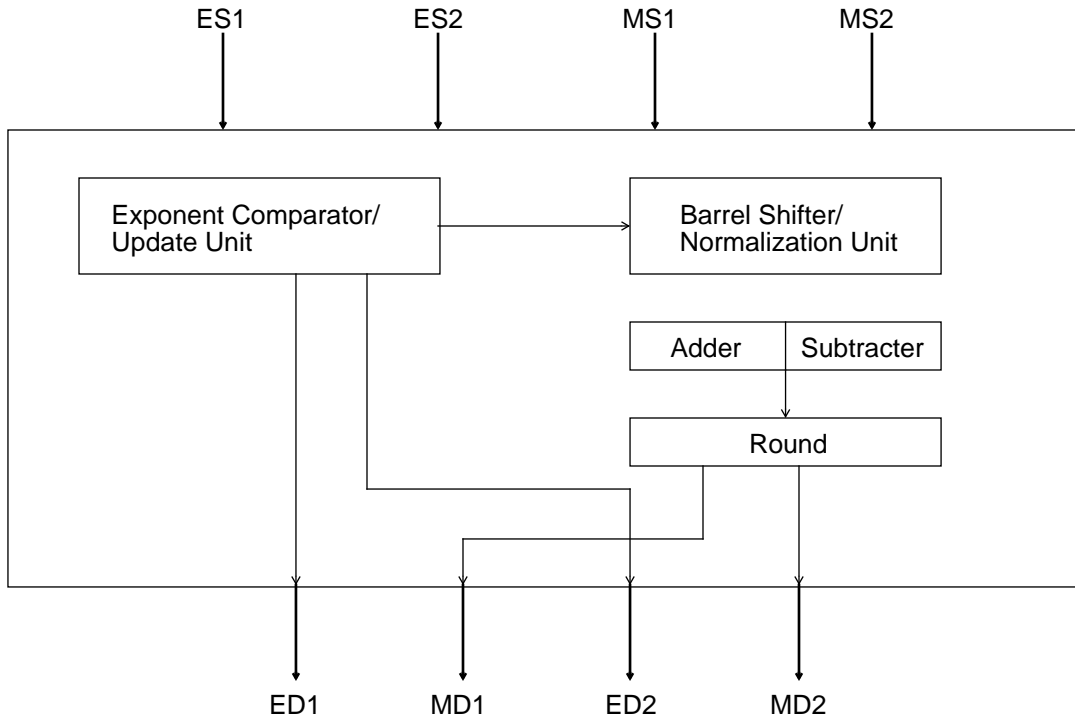 ES1
ES2
MS1
MS2
Exponent Comparator/
Update Unit
Barrel Shifter/
Normalization Unit
Adder
Subtracter
Round
ED1
MD1
ED2
MD2